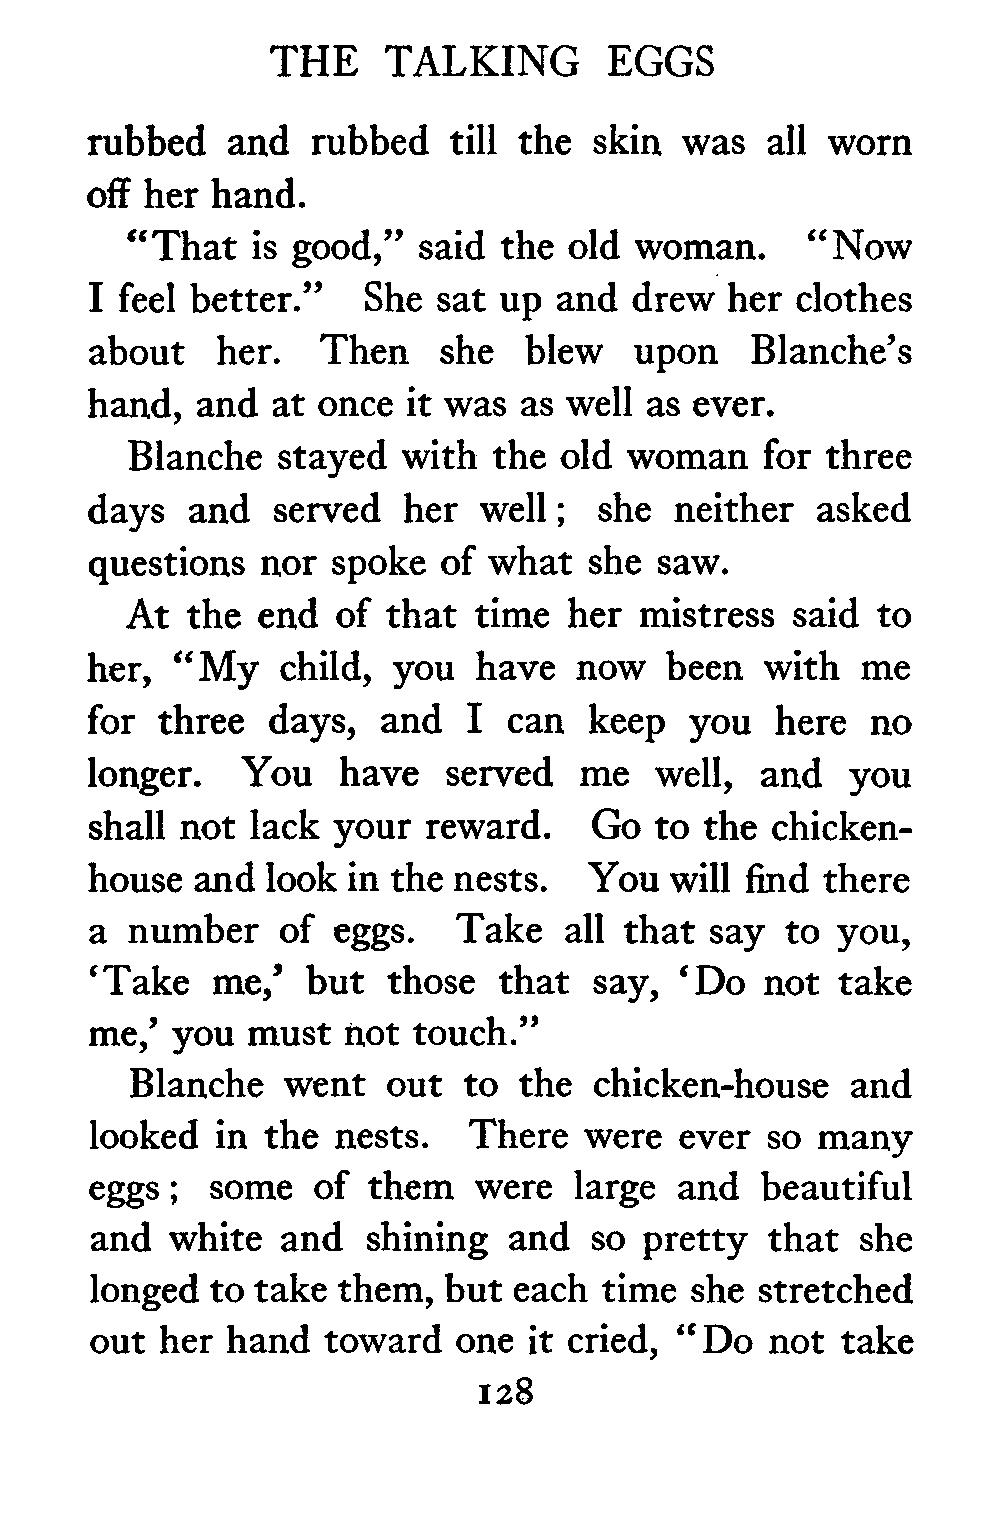 THE TALKING EGGS
rubbed and rubbed till the skin was all worn
off her hand.
“That is good,” said the old woman. “Now
I feel better.” She sat up and drew her clothes
about her. Then she blew upon Blanche’s
hand, and at once it was as well as ever.
Blanche stayed with the old woman for three
days and served her well; she neither asked
questions nor spoke of what she saw.
At the end of that time her mistress said to
her, “My child, you have now been with me
for three days, and I can keep you here no
longer. You have served me well, and you
shall not lack your reward. Go to the chicken-
house and look in the nests. You will find there
a number of eggs. Take all that say to you,
‘Take me,’ but those that say, ‘Do not take
me,’ you must not touch.”
Blanche went out to the chicken-house and
looked in the nests. There were ever so many
eggs; some of them were large and beautiful
and white and shining and so pretty that she
longed to take them, but each time she stretched
out her hand toward one it cried, “Do not take
128